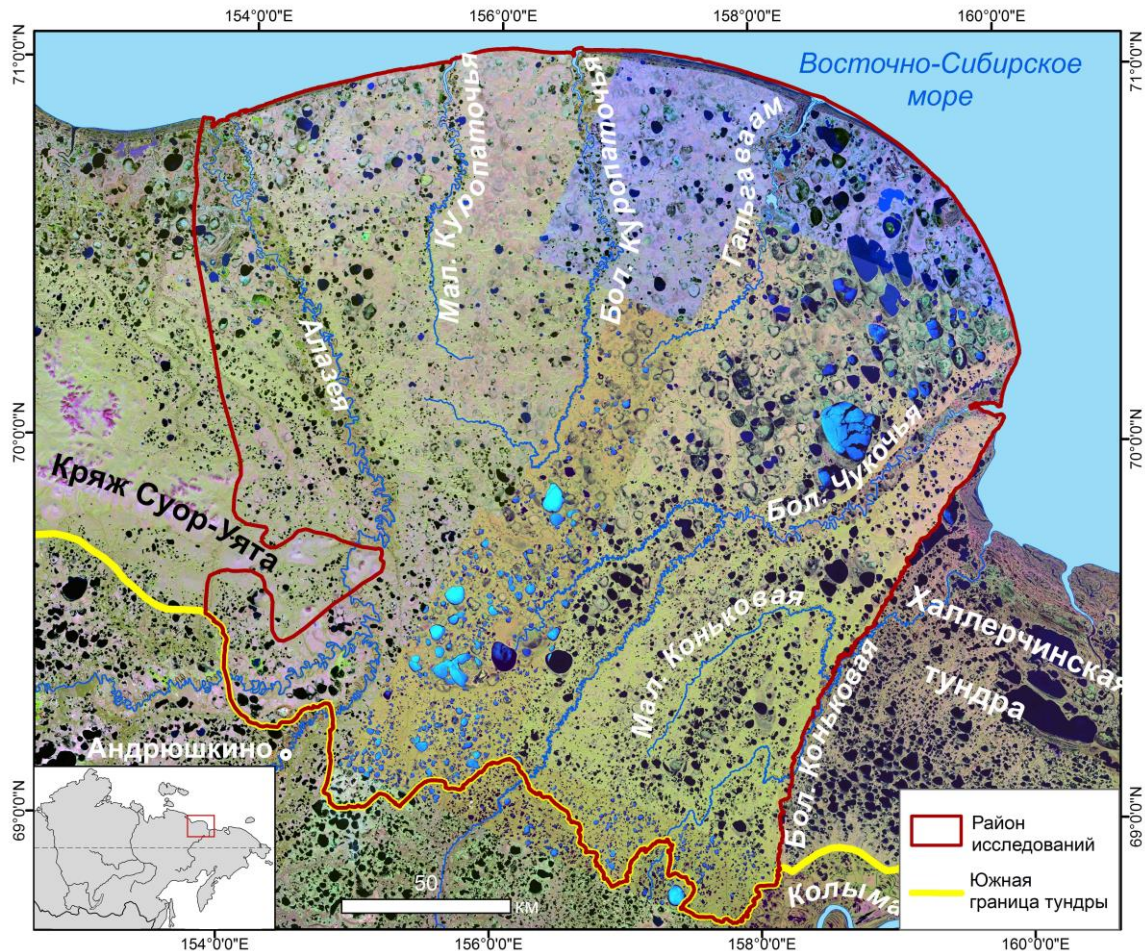 154°0'0"E
156°0'0"E
158°0'0"E
160°0'0"E
71°0'0"N
71°0'0"N
Восточно-Сибирское
море
Мал. Куропаточья
Бол. Куропаточья
Гальгаваам
Алазея
70°0'0"N
70°0'0"N
Кряж Суор-Уята
Бол. Чукочья
Мал. Коньковая
Бол. Коньковая
Халлерчинская
тундра
Андрюшкино
69°0'0"N
69°0'0"N
Район
исследований
Южная
граница тундры
Колыма
50
км
154°0'0"E
156°0'0"E
158°0'0"E
160°0'0"E